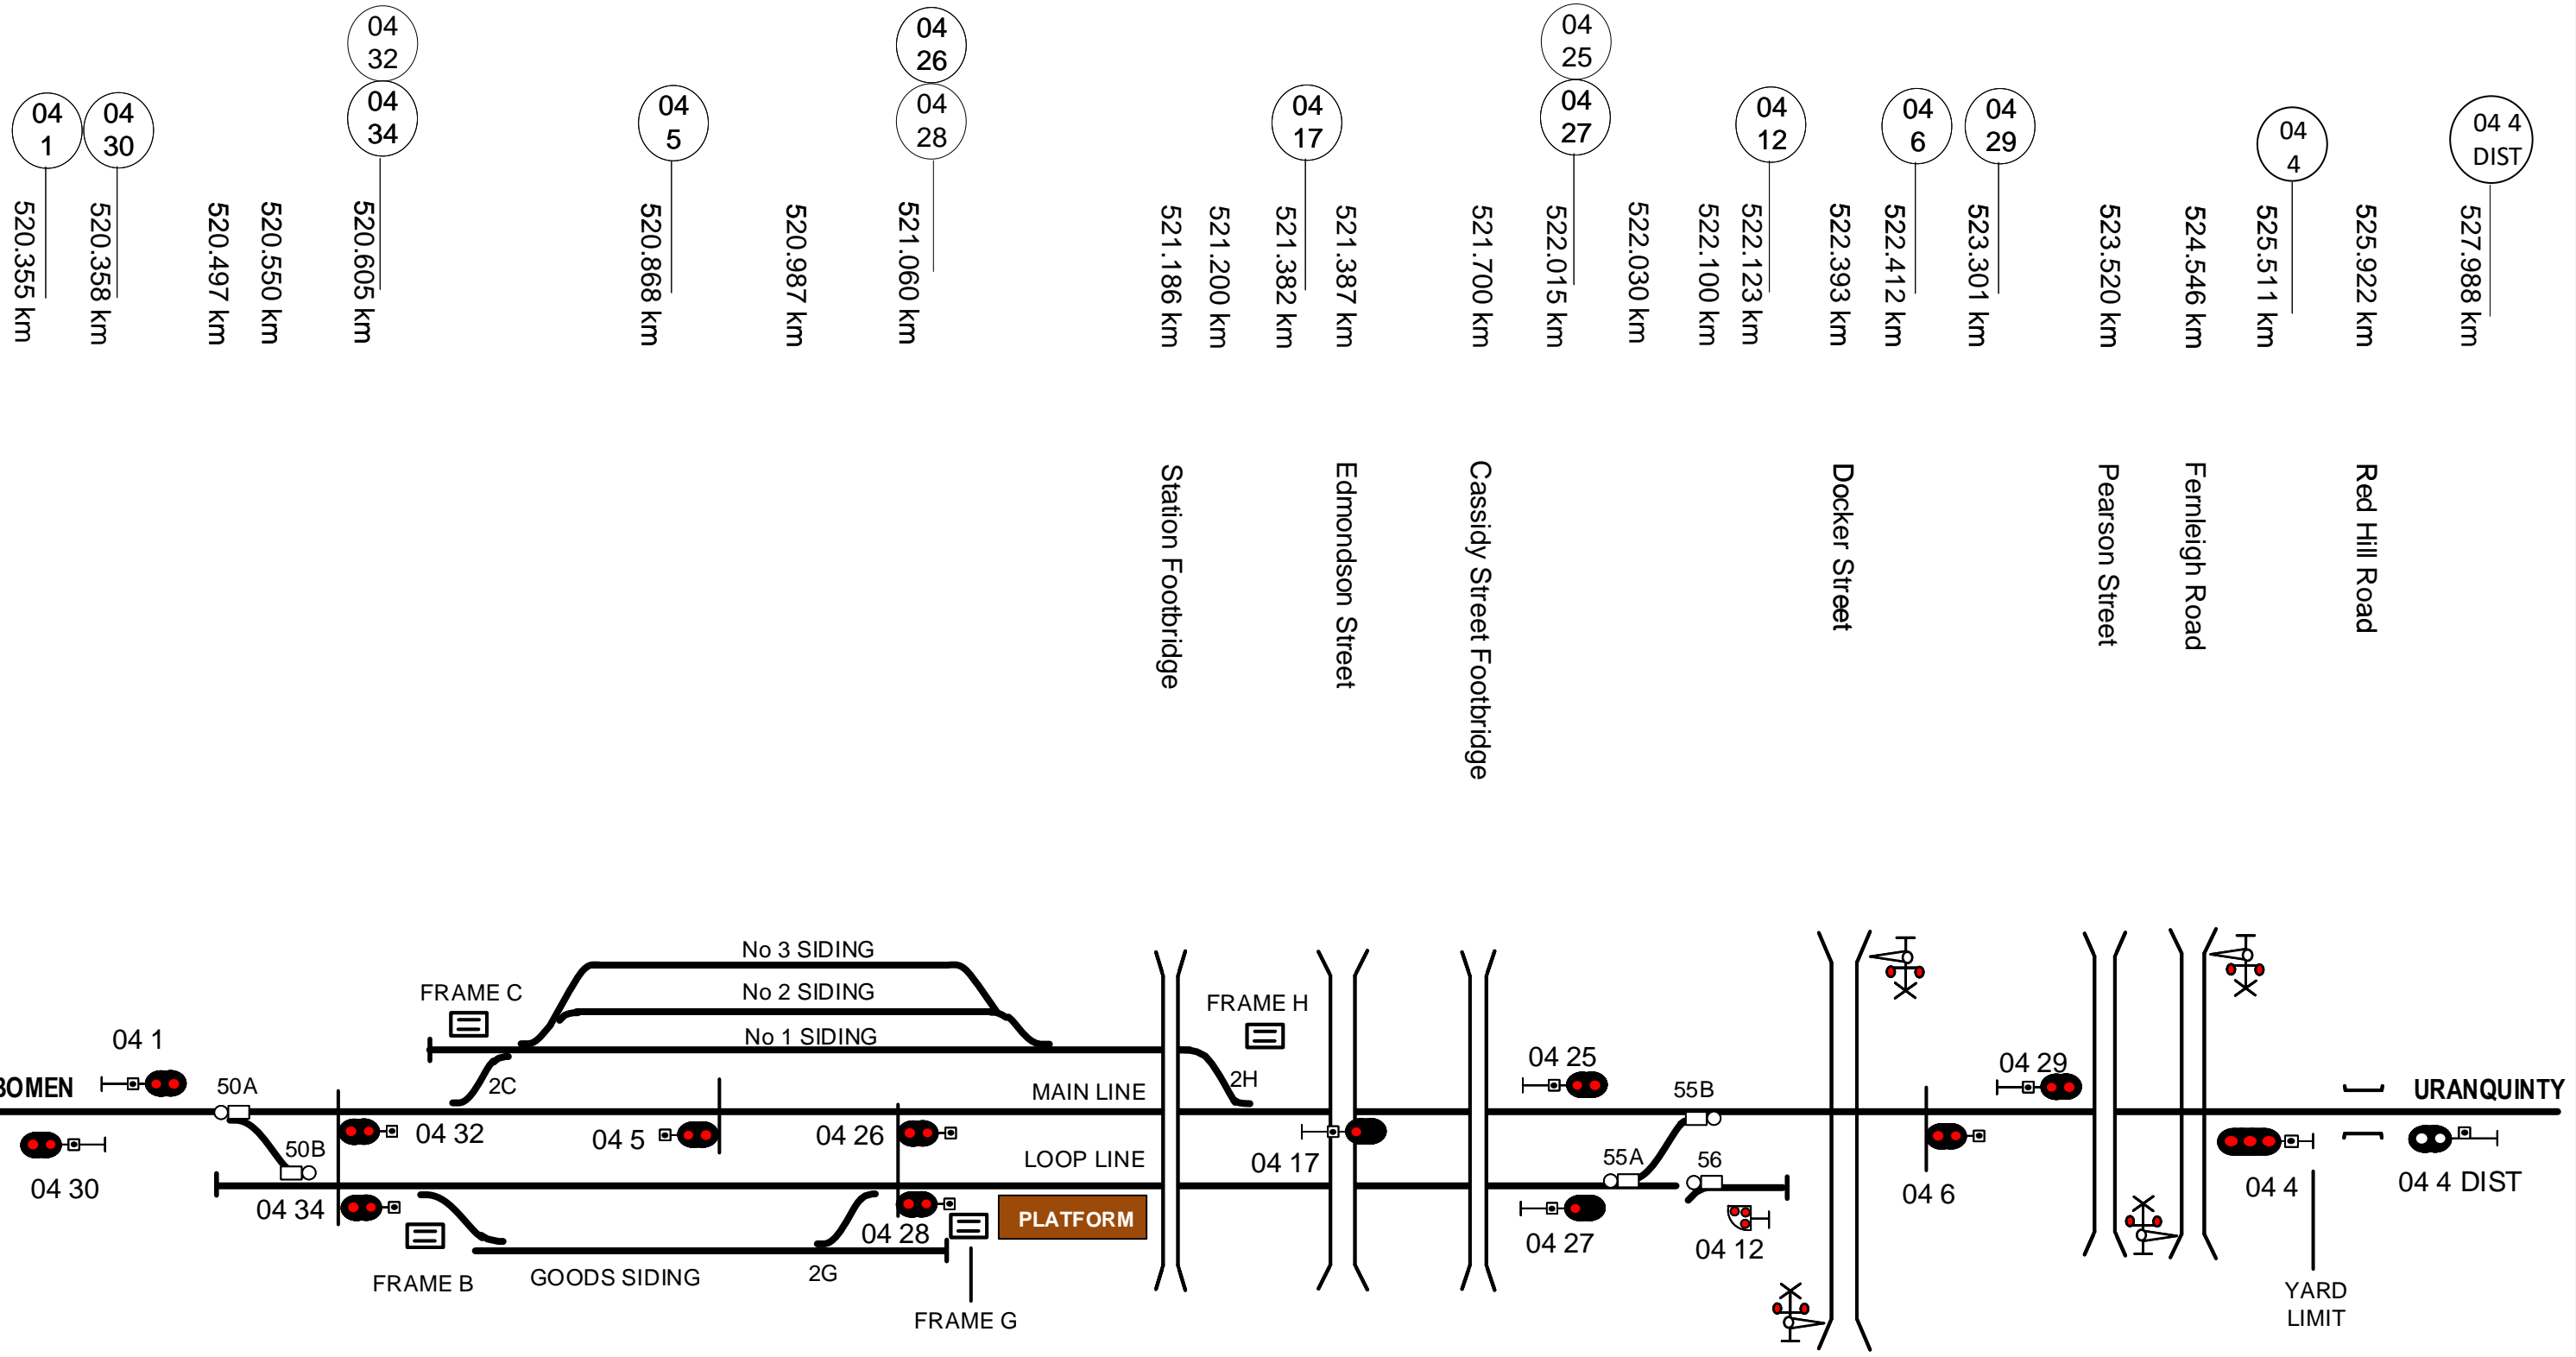 04
32
04
26
04
25
04
1
04
30
04
34
04
5
04
28
04
17
04
27
04
12
04
6
04
29
04
4
04 4
DIST
520.355 km
520.358 km
520.497 km
520.550 km
520.605 km
520.868 km
520.987 km
521.060 km
521.186 km
521.200 km
521.382 km
521.387 km
521.700 km
522.015 km
522.030 km
522.100 km
522.123 km
522.393 km
522.412 km
523.301 km
523.520 km
524.546 km
525.511 km
525.922 km
527.988 km
Station Footbridge
Edmondson Street
Cassidy Street Footbridge
Docker Street
Pearson Street
Fernleigh Road
Red Hill Road
No 3 SIDING
FRAME C
No 2 SIDING
FRAME H
No 1 SIDING
04 1
04 25
04 29
BOMEN
50A
2C
MAIN LINE
2H
55B
URANQUINTY
04 32
04 5
04 26
50B
LOOP LINE
04 17
55A
56
04 30
04 34
04 6
04 4
04 4 DIST
PLATFORM
04 28
04 27
04 12
FRAME B
GOODS SIDING
2G
FRAME G
YARD
LIMIT